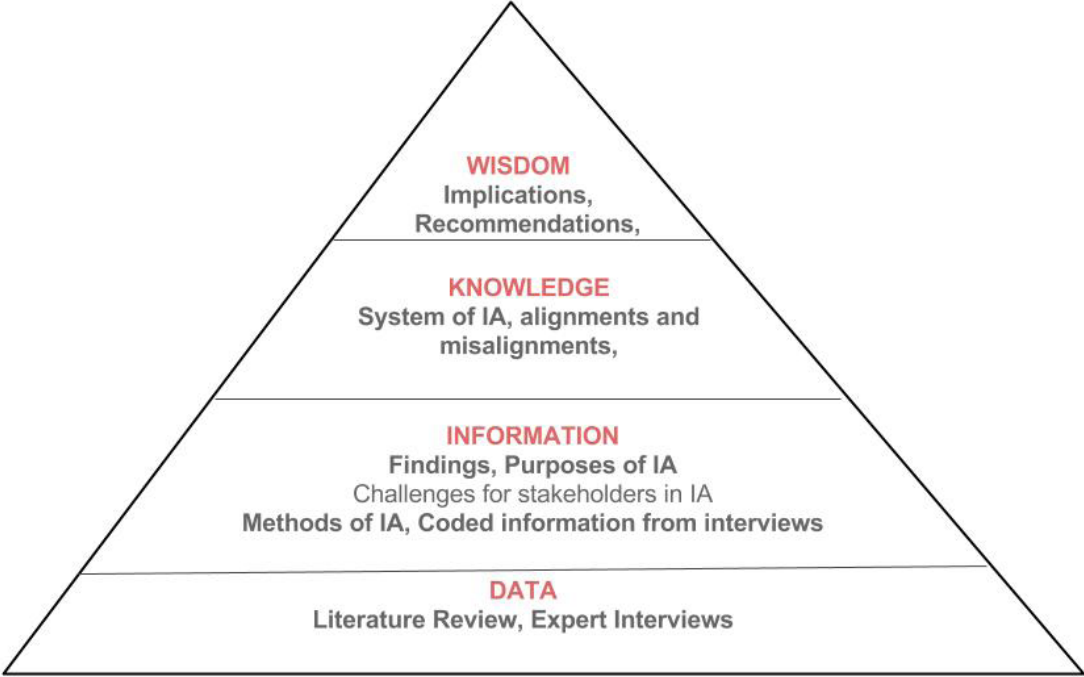 WISDOM
Implications,
Recommendations,
KNOWLEDGE
System of IA, alignments and
misalignments,
INFORMATION
Findings, Purposes of IA
Challenges for stakeholders in IA
Methods of IA, Coded information from interviews
DATA
Literature Review, Expert Interviews